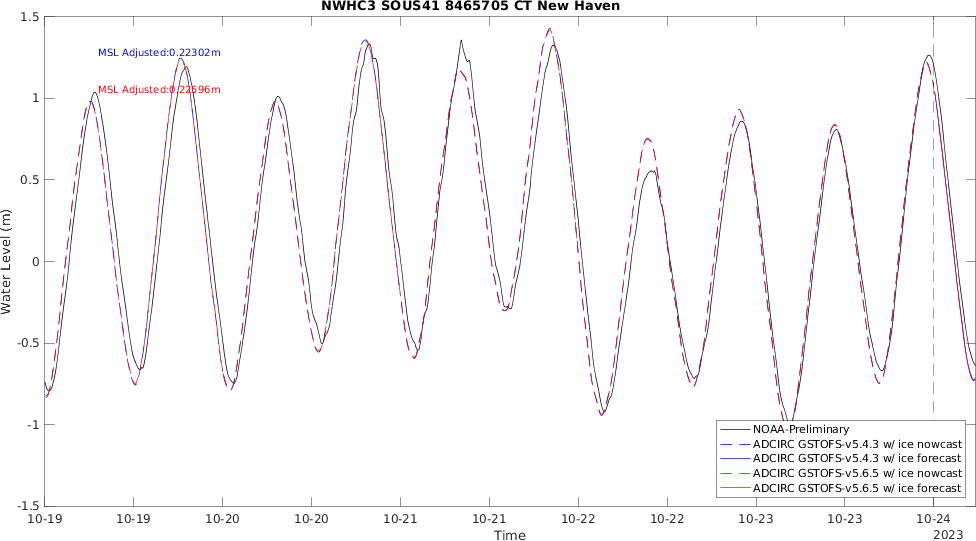 NWHC3 SOUS41 8465705 CT New Haven
1.5
1
0.5
0
-0.5
-1
-1.5
Water Level (m)
MSL Adjusted:0.22302m
MSL Adjusted:0.22596m
NOAA-Preliminary
ADCIRC GSTOFS-v5.4.3 w/ ice nowcast
ADCIRC GSTOFS-v5.4.3 w/ ice forecast
ADCIRC GSTOFS-v5.6.5 w/ ice nowcast
ADCIRC GSTOFS-v5.6.5 w/ ice forecast
10-19 10-19 10-20 10-20 10-21 10-21 10-22 10-22 10-23 10-23 10-24
2023
Time